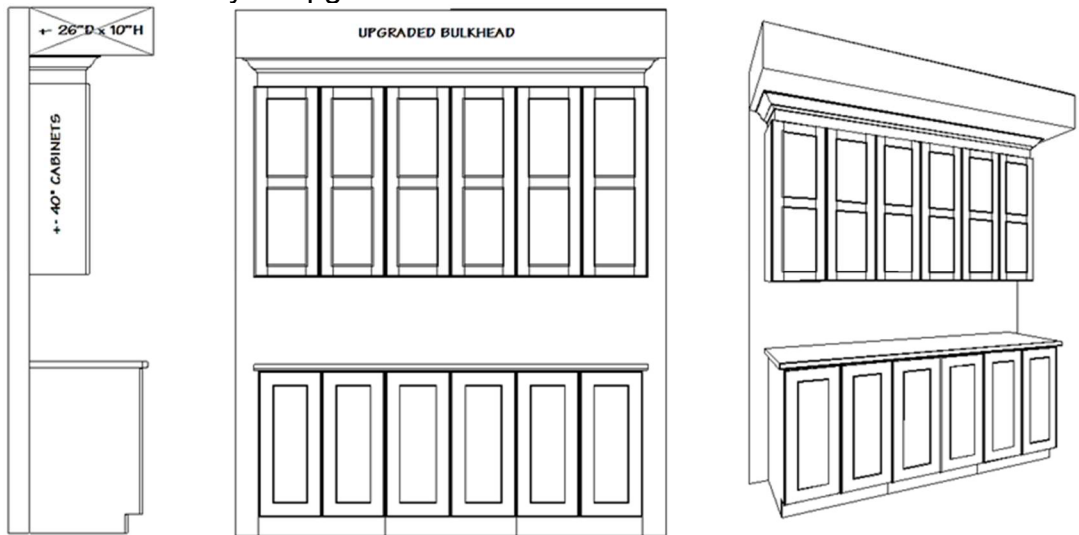 +- 26"D x 10"H
UPGRADED BULKHEAD
+- 40" CABINETS